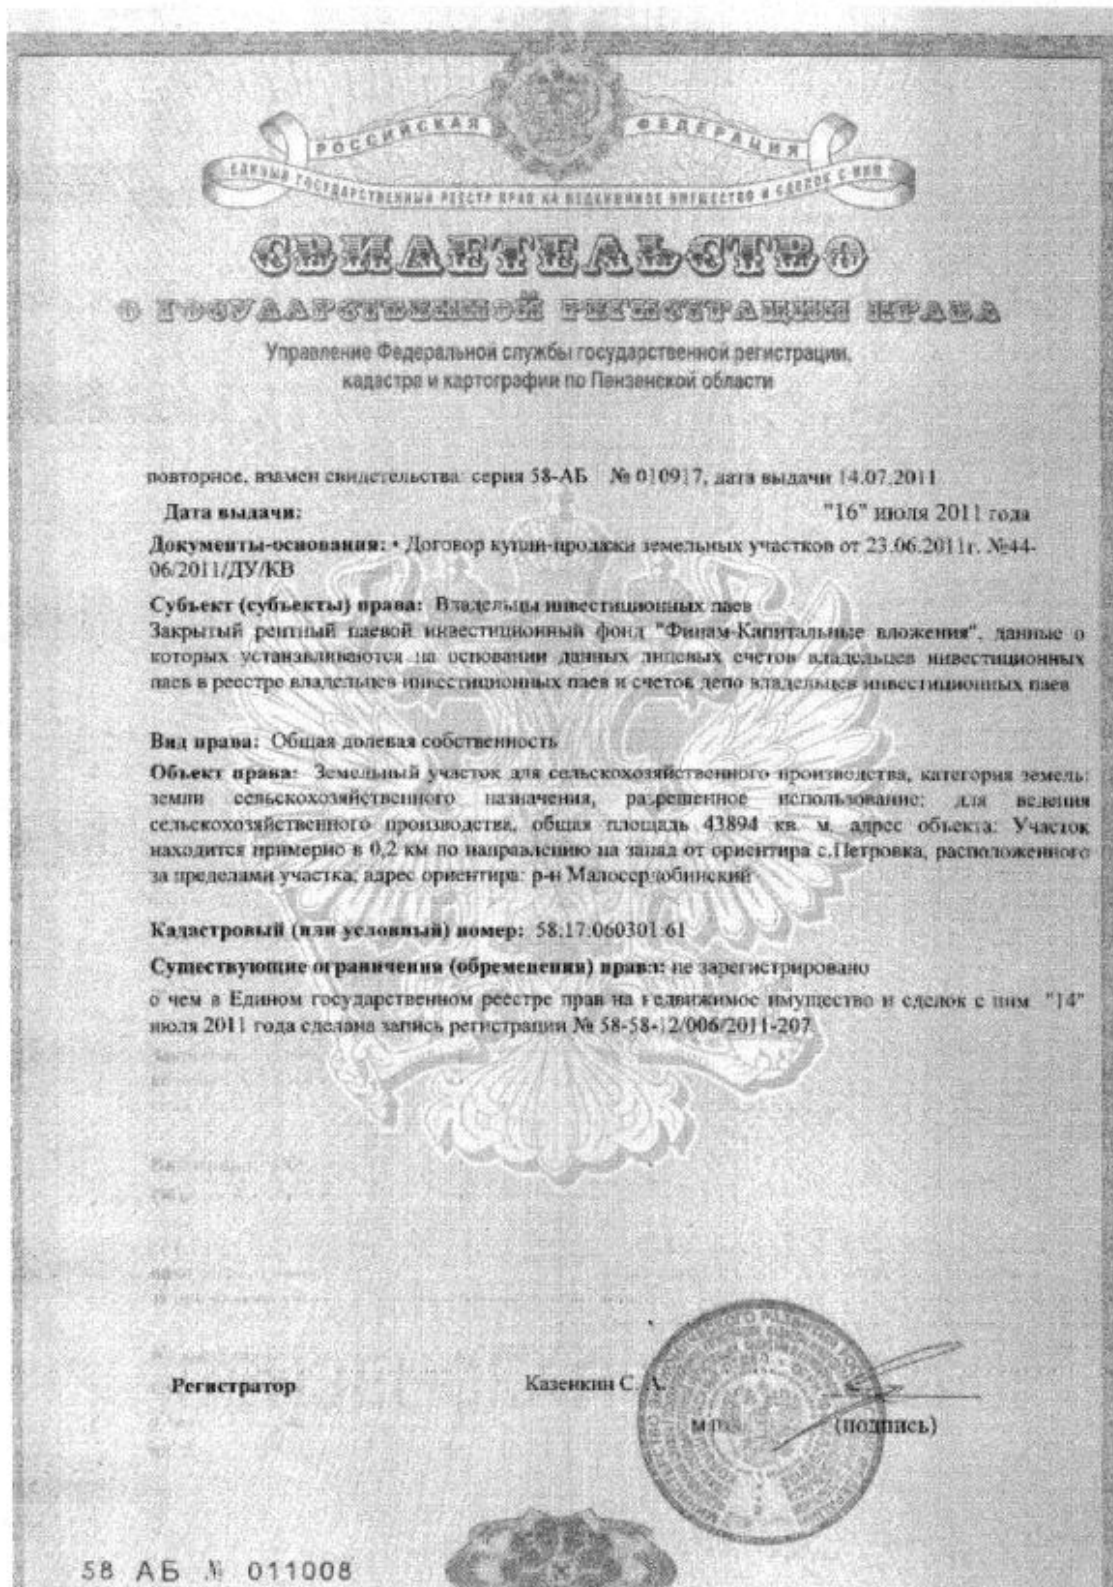 РОССИЙСКАЯ ФЕДЕРАЦИЯ
ЕДИНЫЙ ГОСУДАРСТВЕННЫЙ РЕЕСТР ПРАВ НА НЕДВИЖИМОЕ ИМУЩЕСТВО И СДЕЛОК С НИМ
СВИДЕТЕЛЬСТВО
О ГОСУДАРСТВЕННОЙ РЕГИСТРАЦИИ ПРАВА
Управление Федеральной службы государственной регистрации,
кадастра и картографии по Пензенской области
повторное, взамен свидетельства: серия 58-АБ № 010917, дата выдачи 14.07.2011
Дата выдачи: "16" июля 2011 года
Документы-основания: • Договор купли-продажи земельных участков от 23.06.2011г. №44-
06/2011/ДУ/КВ
Субъект (субъекты) права: Владельцы инвестиционных паев
Закрытый рентный паевой инвестиционный фонд "Финам-Капитальные вложения", данные о
которых устанавливаются на основании данных лицевых счетов владельцев инвестиционных
паев в реестре владельцев инвестиционных паев и счетов депо владельцев инвестиционных паев
Вид права: Общая долевая собственность
Объект права: Земельный участок для сельскохозяйственного производства, категория земель:
земли сельскохозяйственного назначения, разрешенное использование: для ведения
сельскохозяйственного производства, общая площадь 43894 кв. м, адрес объекта: Участок
находится примерно в 0,2 км по направлению на запад от ориентира с.Петровка, расположенного
за пределами участка, адрес ориентира: р-н Малосердобинский
Кадастровый (или условный) номер: 58:17:060301:61
Существующие ограничения (обременения) права: не зарегистрировано
о чем в Едином государственном реестре прав на недвижимое имущество и сделок с ним "14"
июля 2011 года сделана запись регистрации № 58-58-12/006/2011-207
Регистратор Казенкин С. А.
(подпись)
58 АБ № 011008